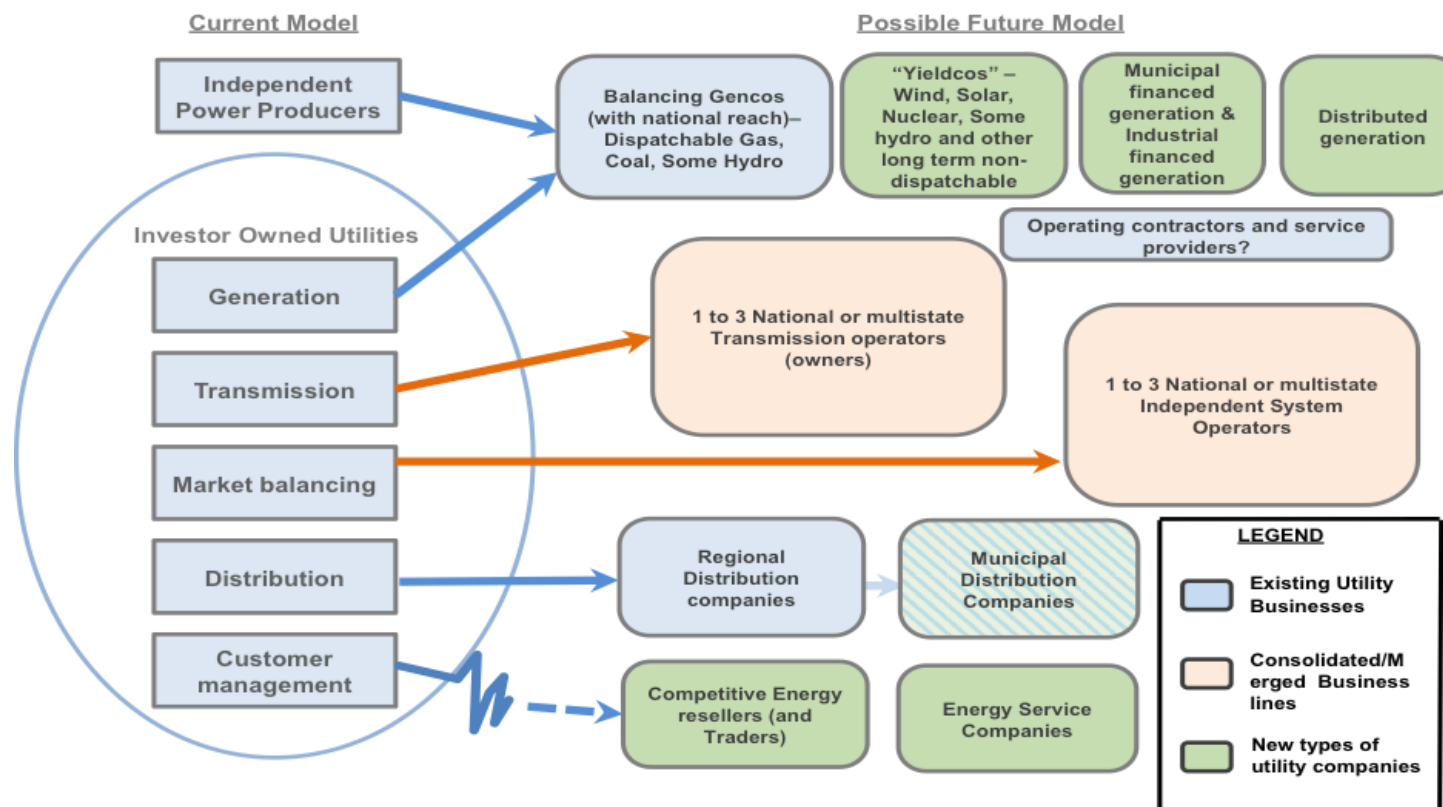 Current Model
Possible Future Model
Independent
Power Producers
Balancing Gencos
(with national reach)–
Dispatchable Gas,
Coal, Some Hydro
“Yieldcos” –
Wind, Solar,
Nuclear, Some
hydro and other
long term non-
dispatchable
Municipal
financed
generation &
Industrial
financed
generation
Distributed
generation
Operating contractors and service
providers?
Investor Owned Utilities
Generation
Transmission
Market balancing
Distribution
Customer
management
1 to 3 National or multistate
Transmission operators
(owners)
1 to 3 National or multistate
Independent System
Operators
Regional
Distribution
companies
Municipal
Distribution
Companies
Competitive Energy
resellers (and
Traders)
Energy Service
Companies
LEGEND
Existing Utility
Businesses
Consolidated/M
erged Business
lines
New types of
utility companies